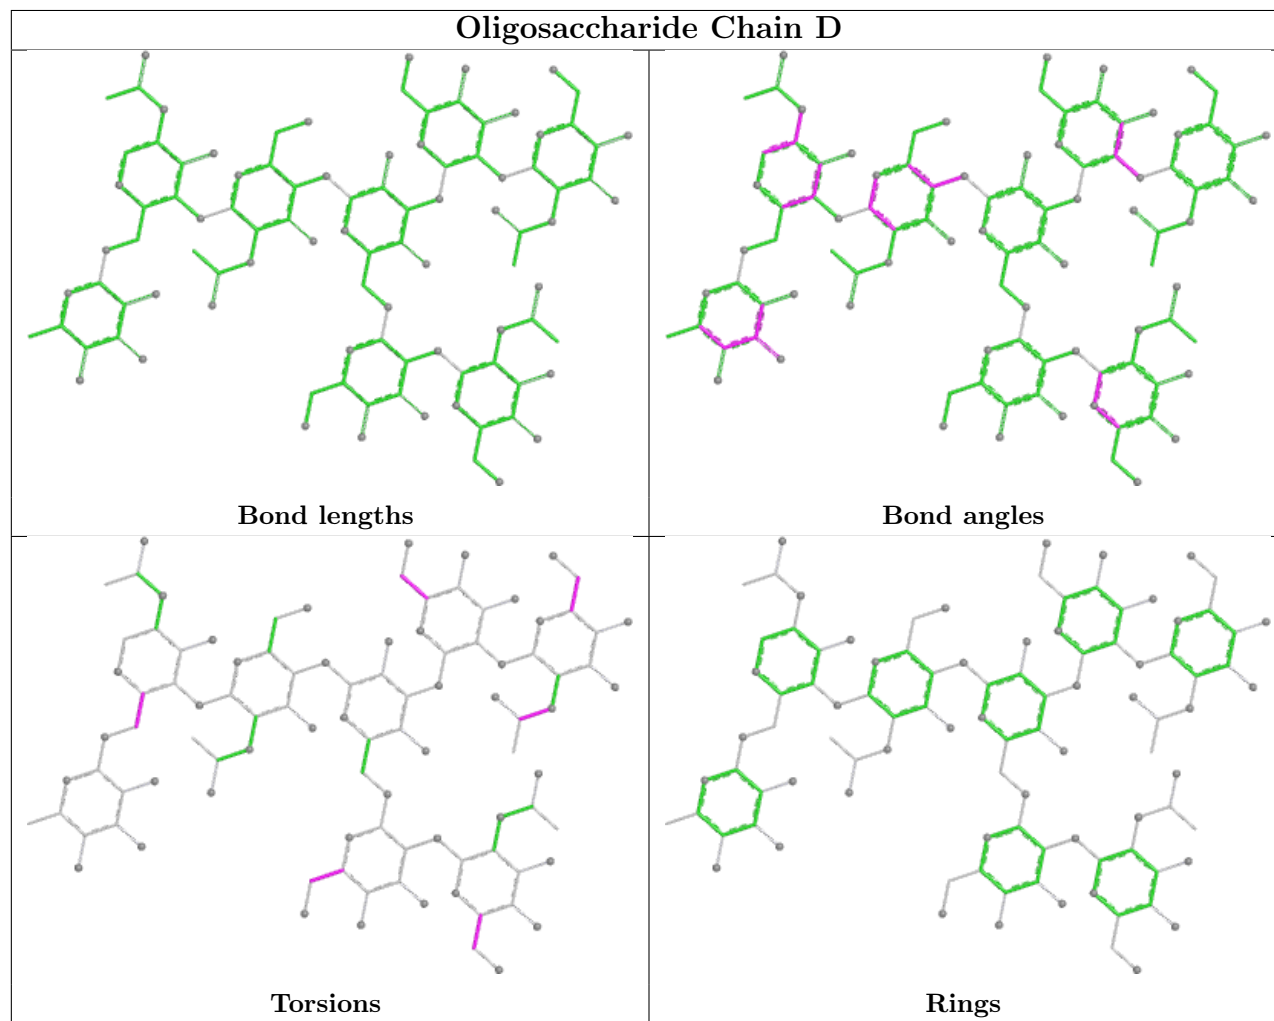 Oligosaccharide Chain D
Bond lengths
Bond angles
Torsions
Rings